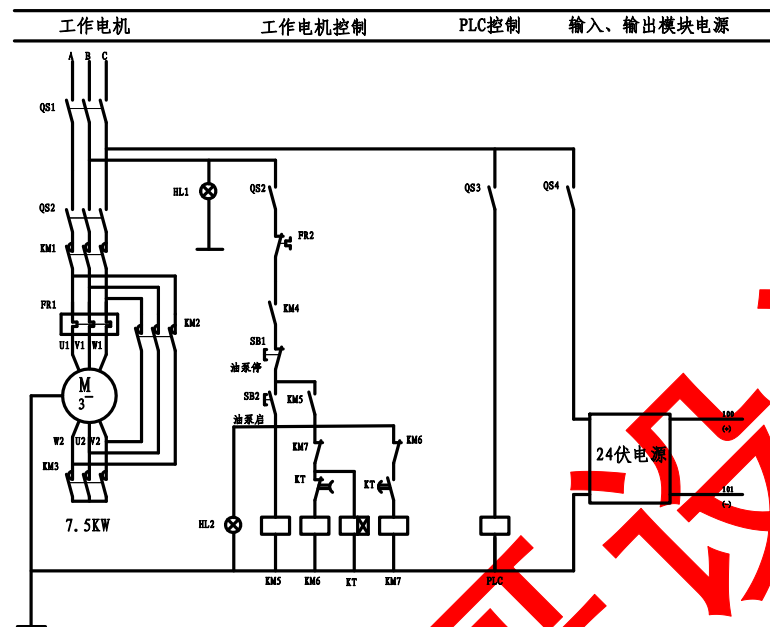 工作电机 工作电机控制 PLC控制 输入、输出模块电源
A B C
QS1
HL1 QS2 QS3 QS4
QS2
FR2
KM1
FR1 KM4
KM2
SB1
U1 V1 W1
油泵停
M
3
SB2 KM5
油泵启
100
(+)
W2 U2 V2
KM7 KM6
24伏电源
KM3
KT KT
101
(-)
7.5KW
HL2
KM5 KM6 KT KM7 PLC